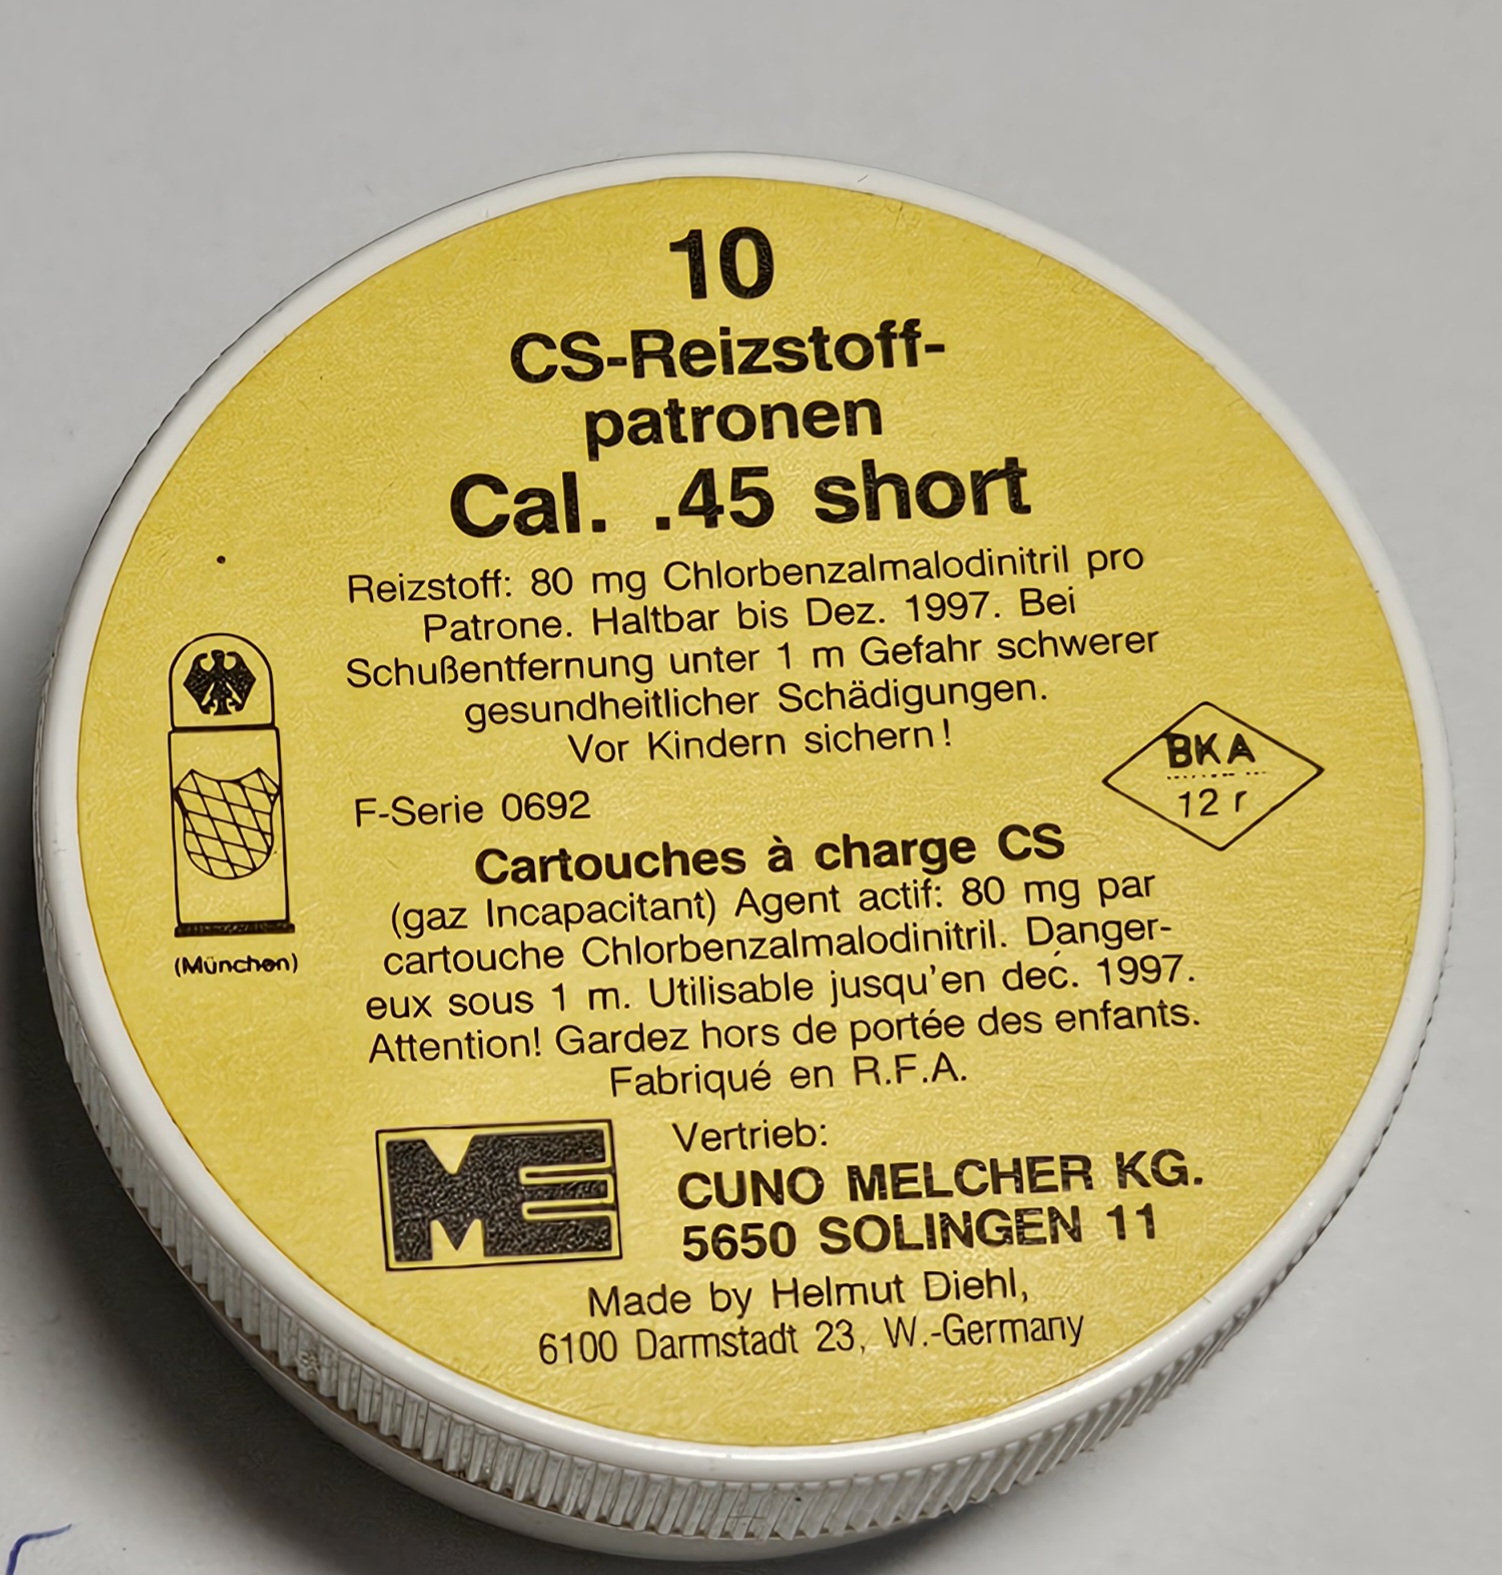 10
CS-Reizstoff-
patronen
Cal. .45 short
Reizstoff: 80 mg Chlorbenzalmalodinitril pro
Patrone. Haltbar bis Dez. 1997. Bei
Schußentfernung unter 1 m Gefahr schwerer
gesundheitlicher Schädigungen.
Vor Kindern sichern!
(München)
BKA
12 r
F-Serie 0692
Cartouches à charge CS
(gaz Incapacitant) Agent actif: 80 mg par
cartouche Chlorbenzalmalodinitril. Danger-
eux sous 1 m. Utilisable jusqu'en deć. 1997.
Attention! Gardez hors de portée des enfants.
Fabriqué en R.F.A.
ME
Vertrieb:
CUNO MELCHER KG.
5650 SOLINGEN 11
Made by Helmut Diehl,
6100 Darmstadt 23, W.-Germany